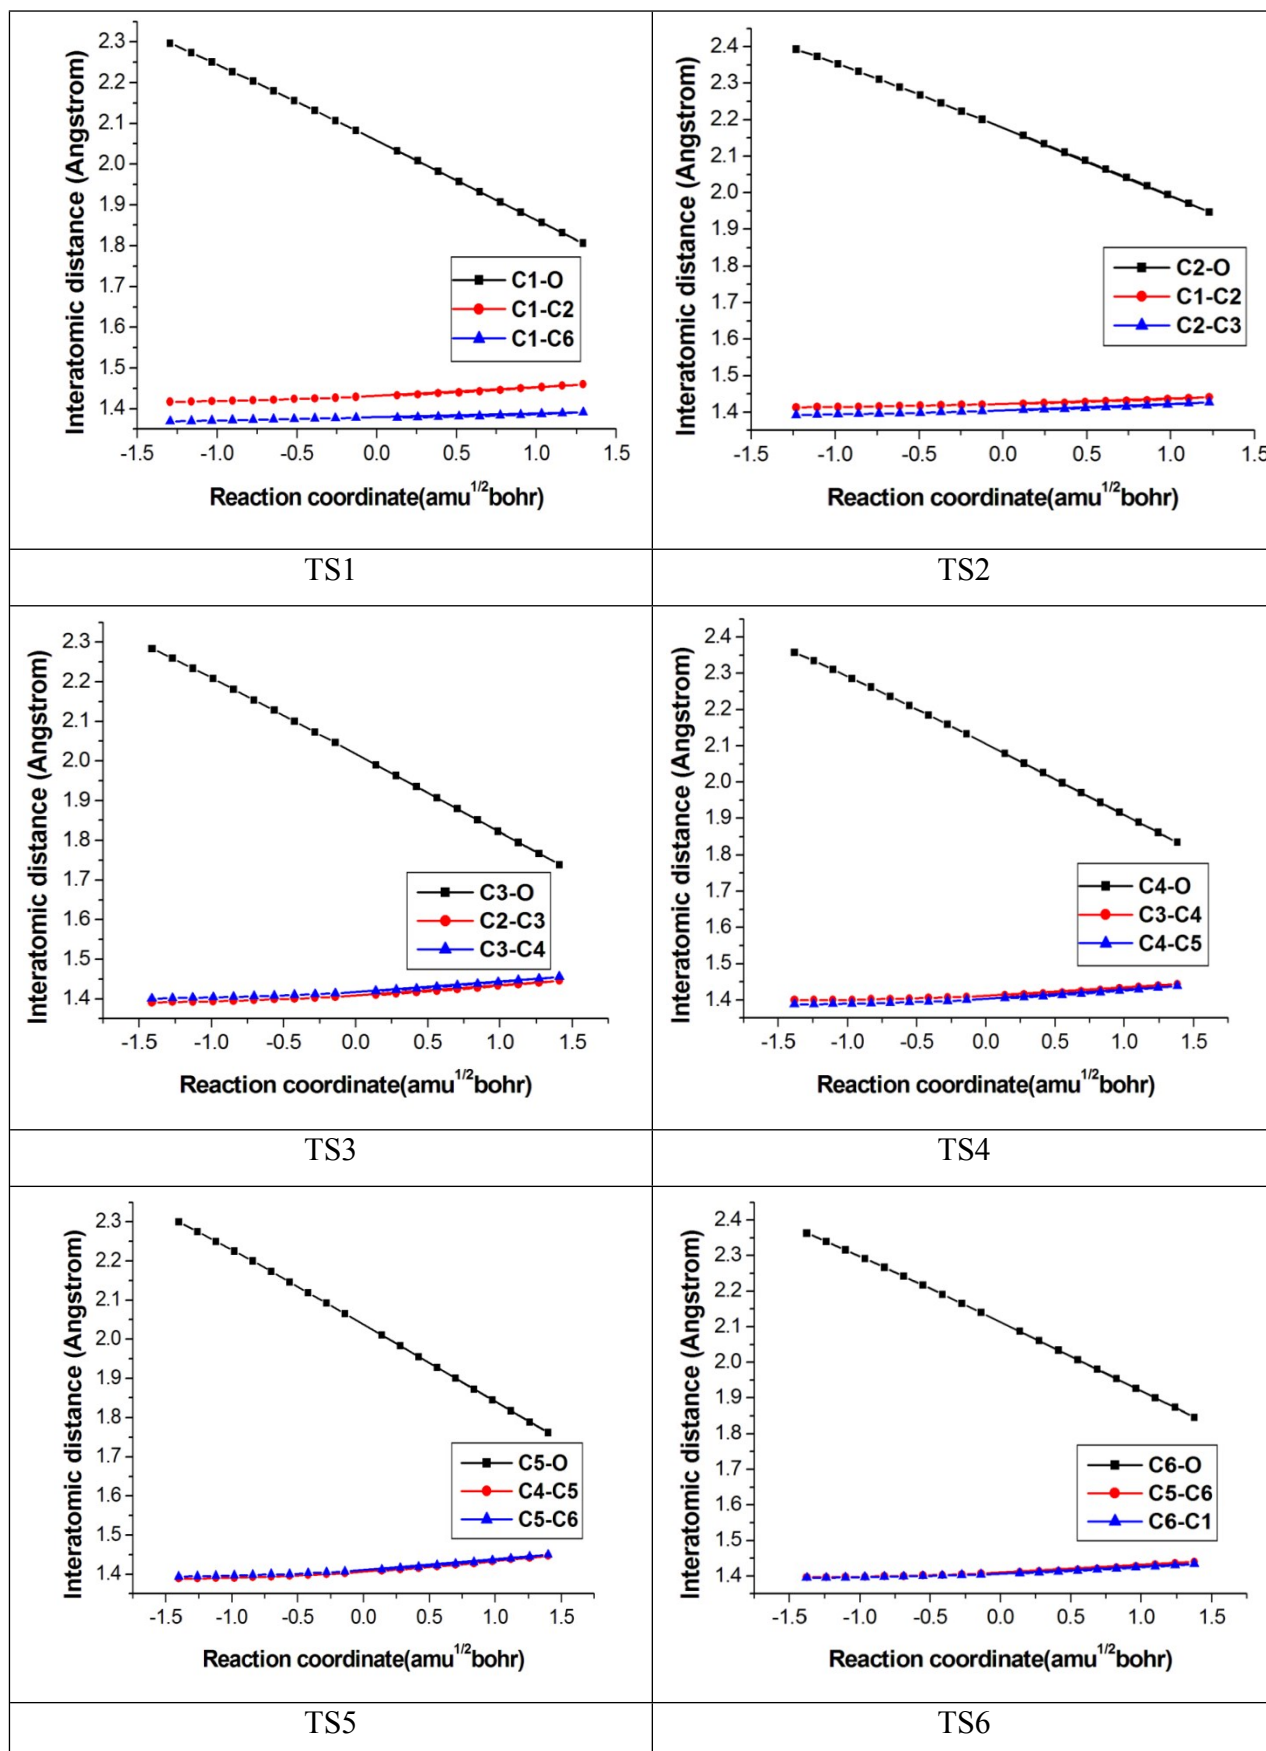 2.3
2.2
2.1
2.0
1.9
1.8
1.7
1.6
1.5
1.4
Interatomic distance (Angstrom)
C1-O
C1-C2
C1-C6
-1.5 -1.0 -0.5 0.0 0.5 1.0 1.5
Reaction coordinate(amu1/2bohr)
2.4
2.3
2.2
2.1
2.0
1.9
1.8
1.7
1.6
1.5
1.4
Interatomic distance (Angstrom)
C2-O
C1-C2
C2-C3
-1.5 -1.0 -0.5 0.0 0.5 1.0 1.5
Reaction coordinate(amu1/2bohr)
TS1
TS2
2.3
2.2
2.1
2.0
1.9
1.8
1.7
1.6
1.5
1.4
Interatomic distance (Angstrom)
C3-O
C2-C3
C3-C4
-1.5 -1.0 -0.5 0.0 0.5 1.0 1.5
Reaction coordinate(amu1/2bohr)
2.4
2.3
2.2
2.1
2.0
1.9
1.8
1.7
1.6
1.5
1.4
Interatomic distance (Angstrom)
C4-O
C3-C4
C4-C5
-1.5 -1.0 -0.5 0.0 0.5 1.0 1.5
Reaction coordinate(amu1/2bohr)
TS3
TS4
2.3
2.2
2.1
2.0
1.9
1.8
1.7
1.6
1.5
1.4
Interatomic distance (Angstrom)
C5-O
C4-C5
C5-C6
-1.5 -1.0 -0.5 0.0 0.5 1.0 1.5
Reaction coordinate(amu1/2bohr)
2.4
2.3
2.2
2.1
2.0
1.9
1.8
1.7
1.6
1.5
1.4
Interatomic distance (Angstrom)
C6-O
C5-C6
C6-C1
-1.5 -1.0 -0.5 0.0 0.5 1.0 1.5
Reaction coordinate(amu1/2bohr)
TS5
TS6